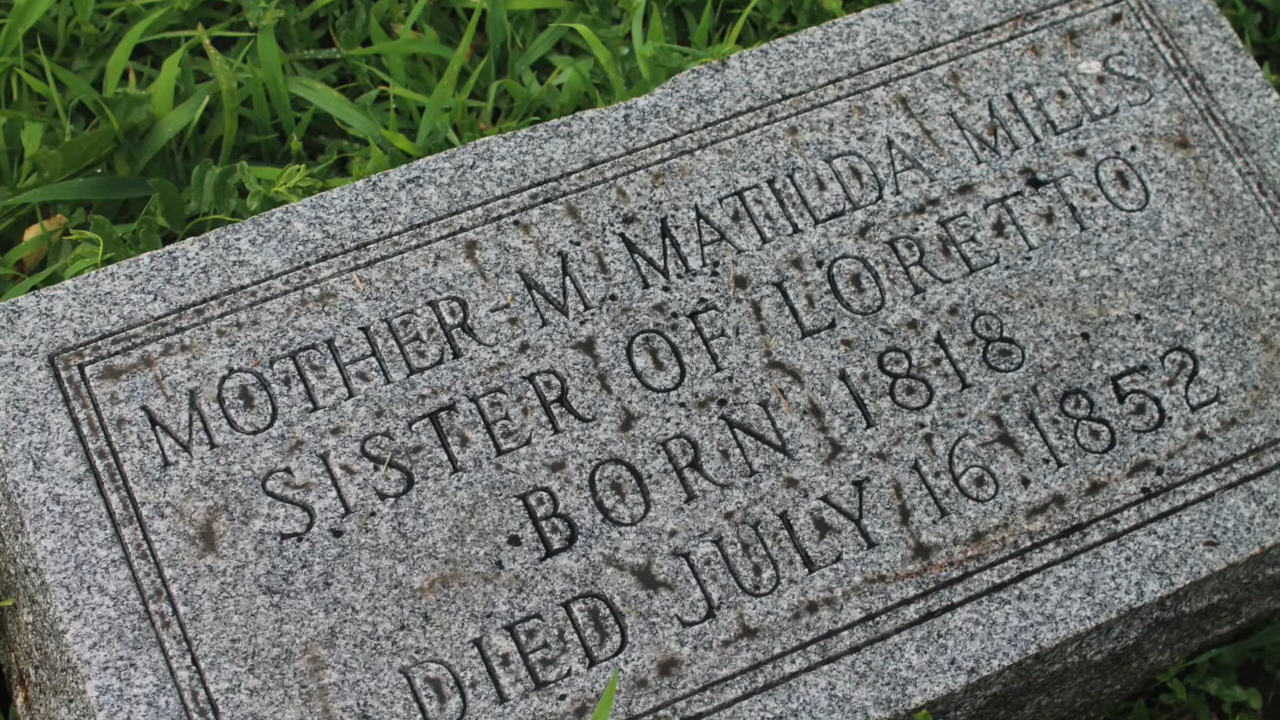 MOTHER-M. MATILDA MILLS
SISTER OF LORETTO
BORN 1818
DIED JULY 16 1852